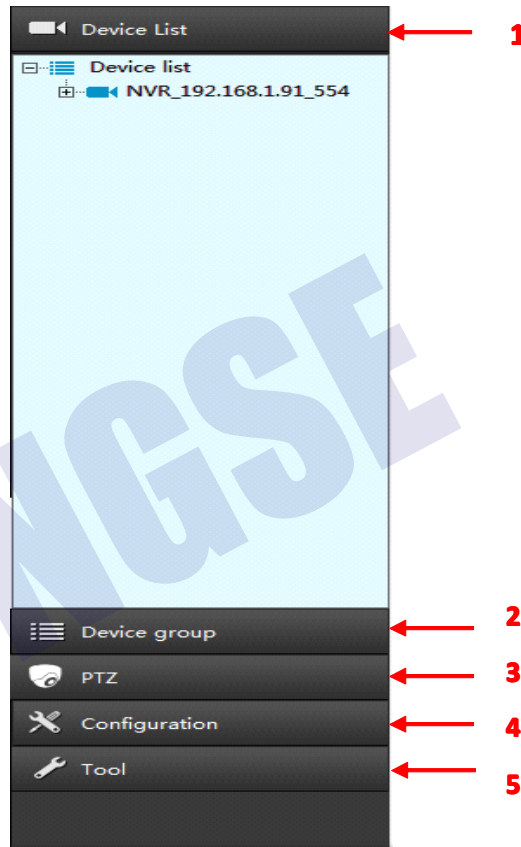 Device List 1
Device list
NVR_192.168.1.91_554
NGSE
Device group 2
PTZ 3
Configuration 4
Tool 5